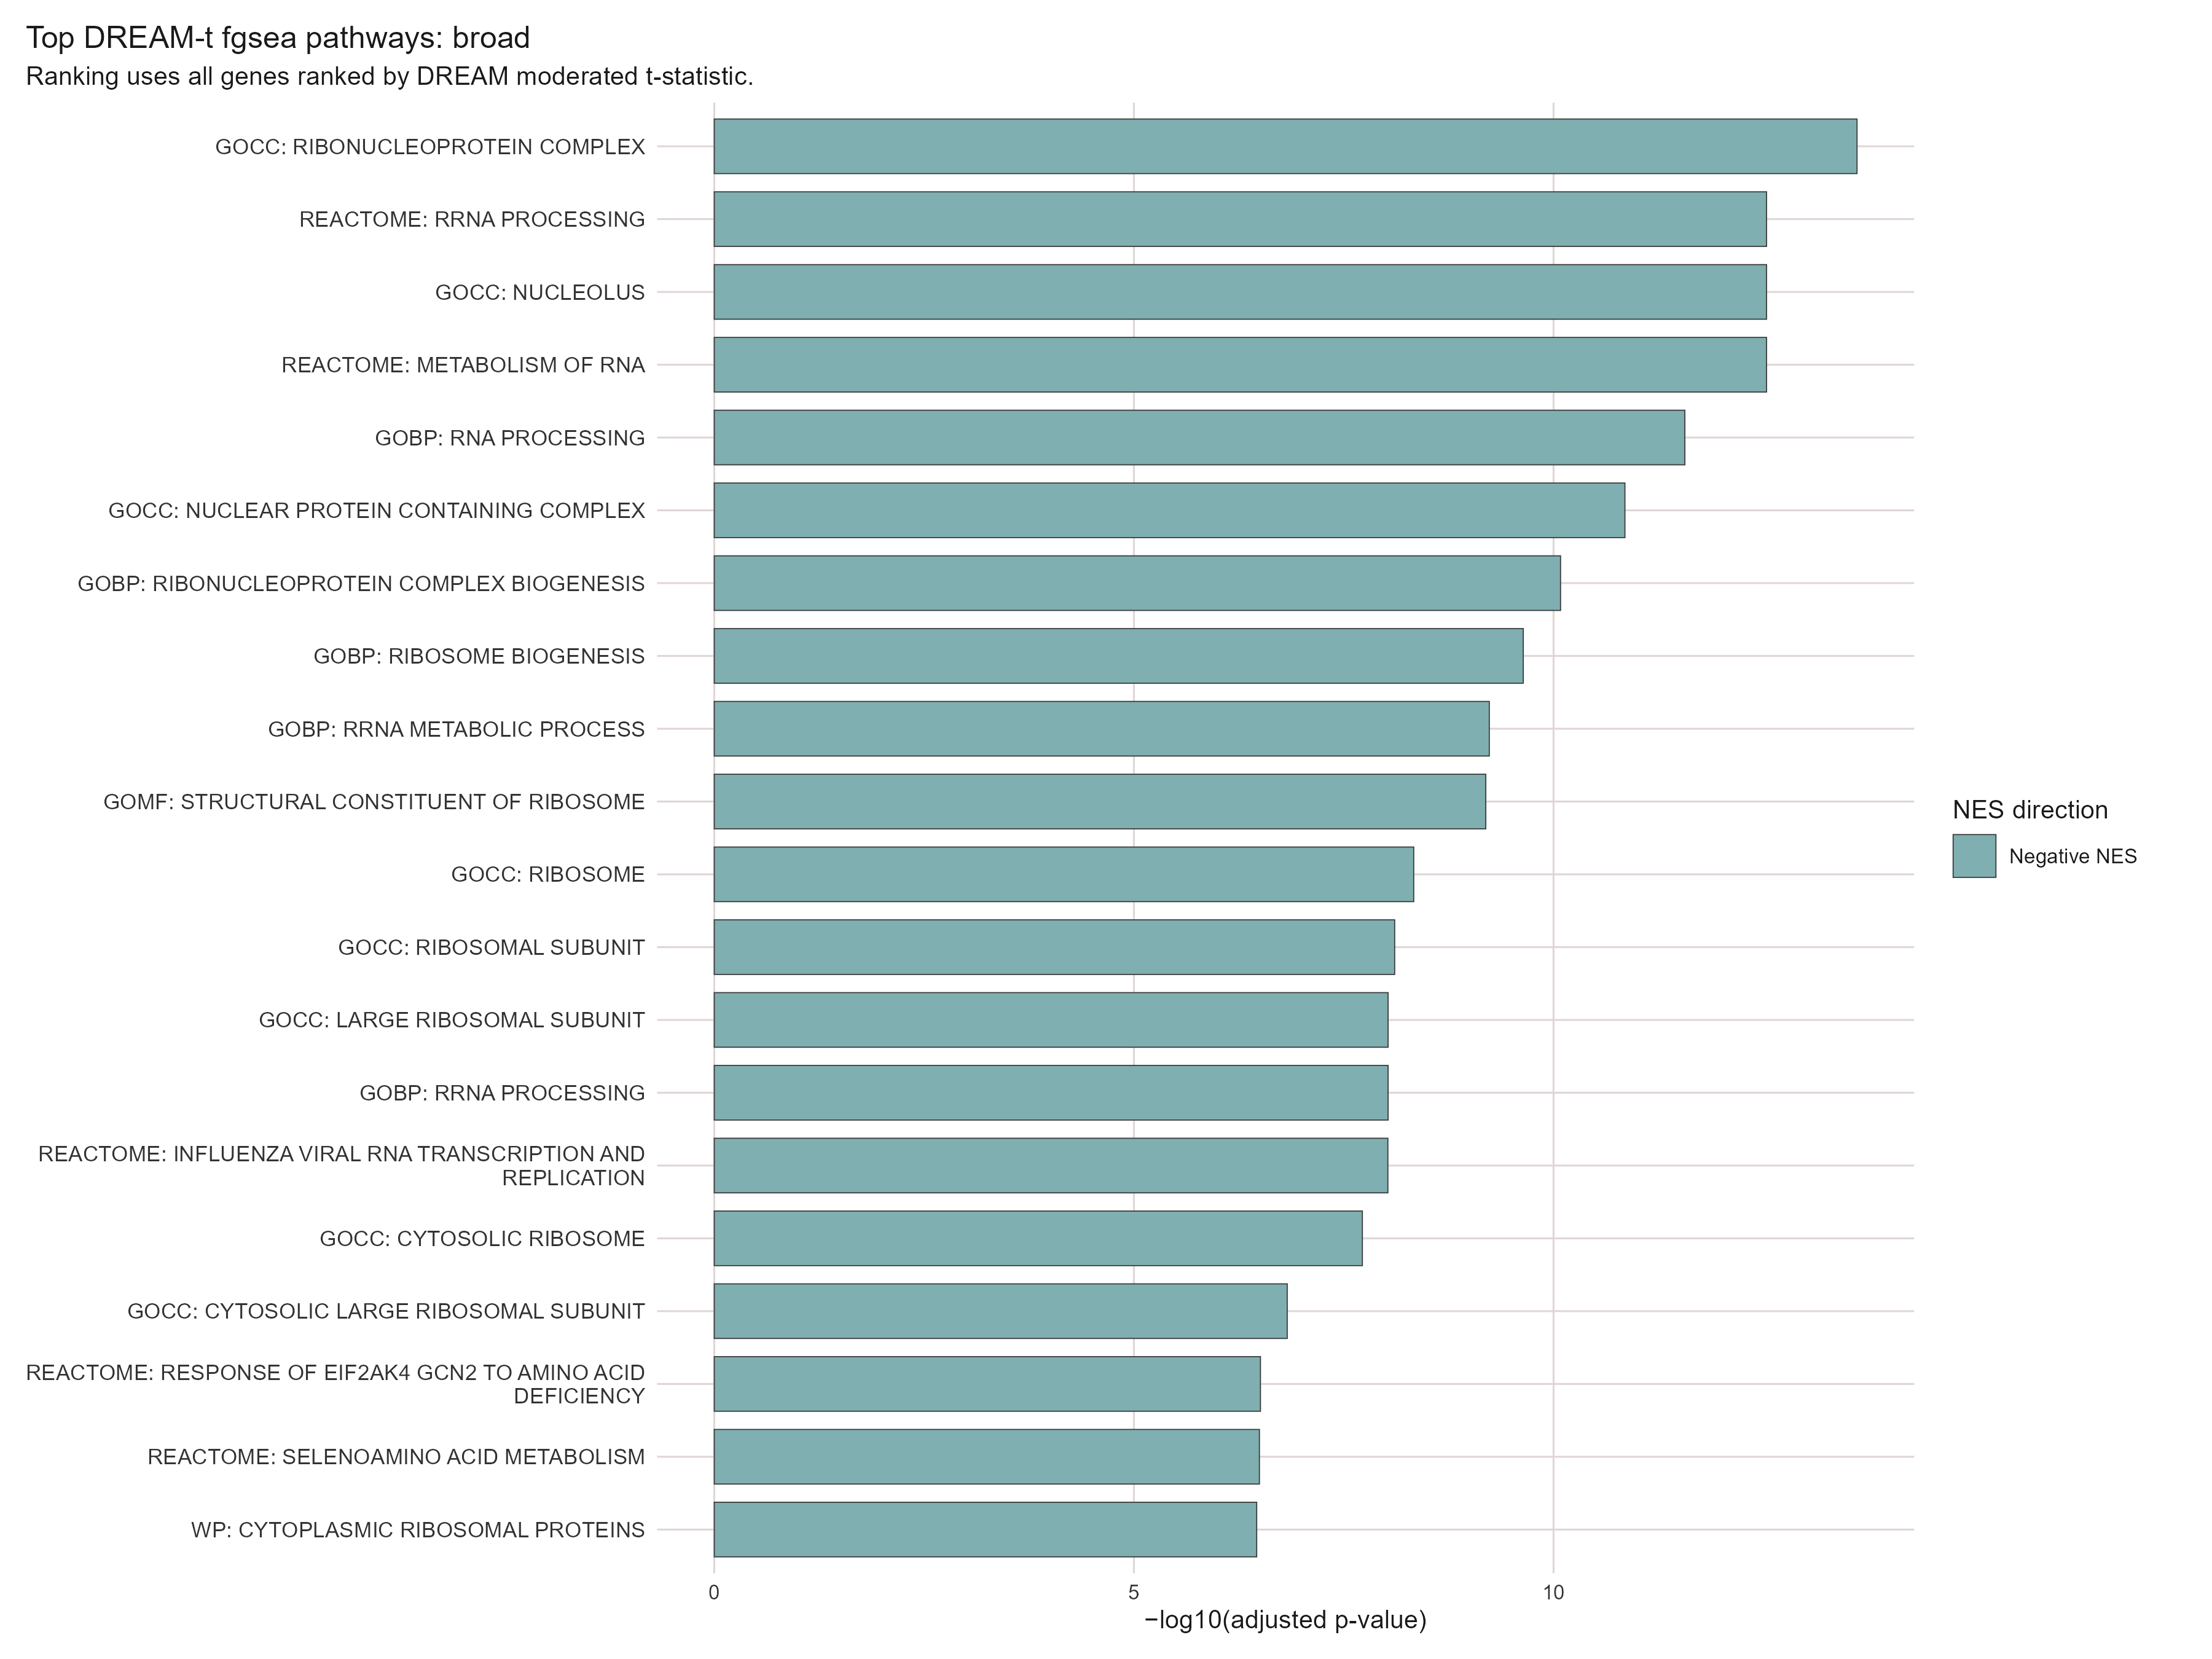 Top DREAM-t fgsea pathways: broad
Ranking uses all genes ranked by DREAM moderated t-statistic.
GOCC: RIBONUCLEOPROTEIN COMPLEX
REACTOME: RRNA PROCESSING
GOCC: NUCLEOLUS
REACTOME: METABOLISM OF RNA
GOBP: RNA PROCESSING
GOCC: NUCLEAR PROTEIN CONTAINING COMPLEX
GOBP: RIBONUCLEOPROTEIN COMPLEX BIOGENESIS
GOBP: RIBOSOME BIOGENESIS
GOBP: RRNA METABOLIC PROCESS
GOMF: STRUCTURAL CONSTITUENT OF RIBOSOME
GOCC: RIBOSOME
GOCC: RIBOSOMAL SUBUNIT
GOCC: LARGE RIBOSOMAL SUBUNIT
GOBP: RRNA PROCESSING
REACTOME: INFLUENZA VIRAL RNA TRANSCRIPTION AND
REPLICATION
GOCC: CYTOSOLIC RIBOSOME
GOCC: CYTOSOLIC LARGE RIBOSOMAL SUBUNIT
REACTOME: RESPONSE OF EIF2AK4 GCN2 TO AMINO ACID
DEFICIENCY
REACTOME: SELENOAMINO ACID METABOLISM
WP: CYTOPLASMIC RIBOSOMAL PROTEINS
0 5 10
−log10(adjusted p-value)
NES direction
Negative NES